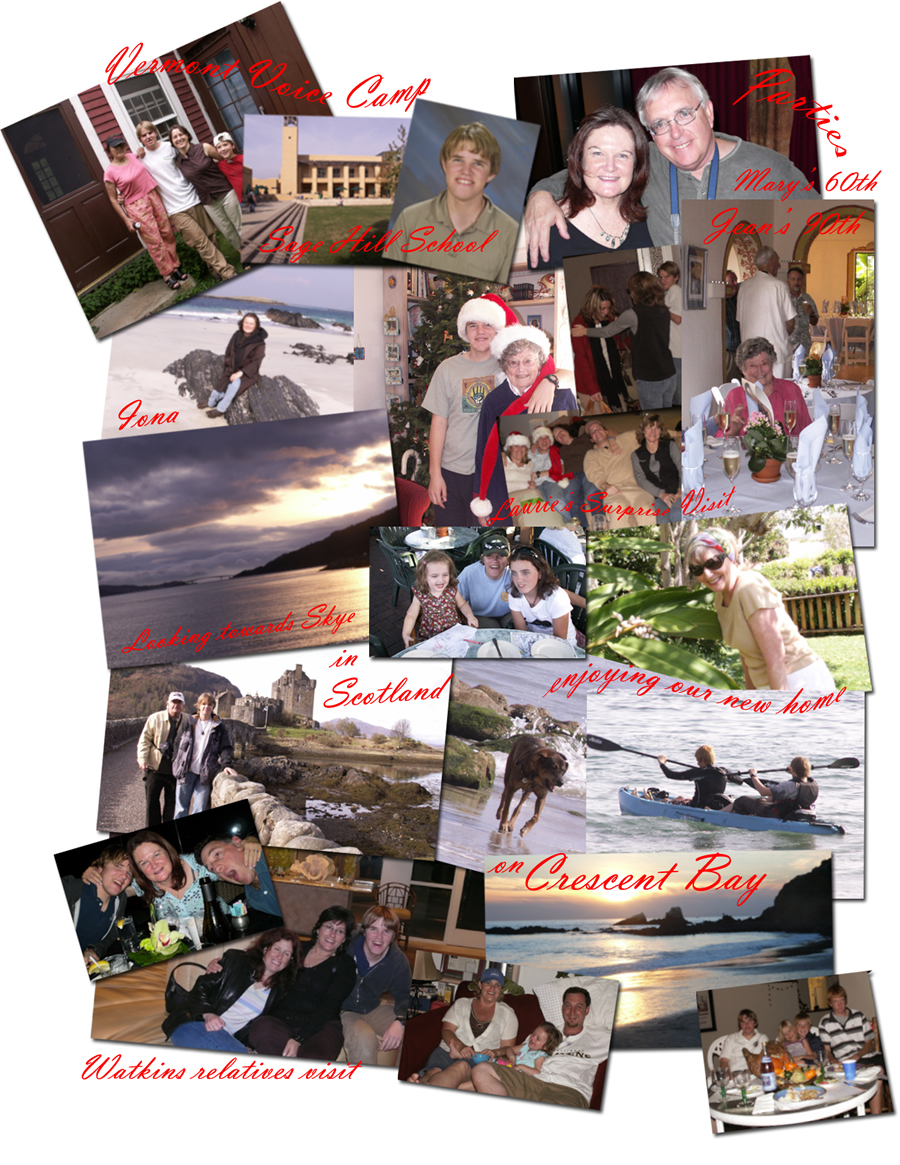 Vermont Voice Camp
Parties
Mary's 60th
Jean's 90th
Sage Hill School
Iona
Laurie's Surprise Visit
Looking towards Skye
in
Scotland
enjoying our new home
on Crescent Bay
Watkins relatives visit